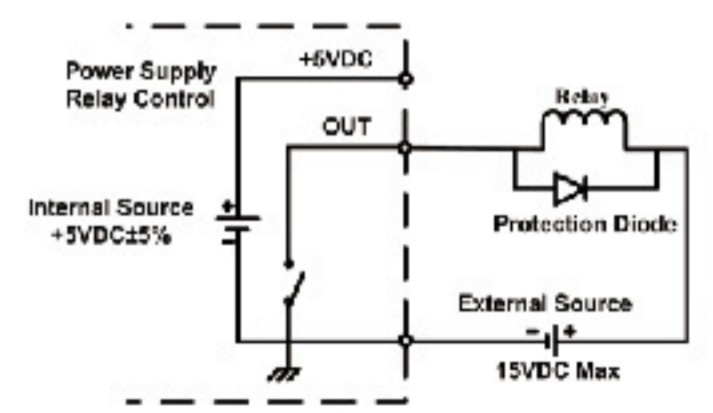 +5VDC
Power Supply
Relay Control
Relay
OUT
Internal Source
+5VDC±5%
Protection Diode
External Source
- +
15VDC Max
+
-